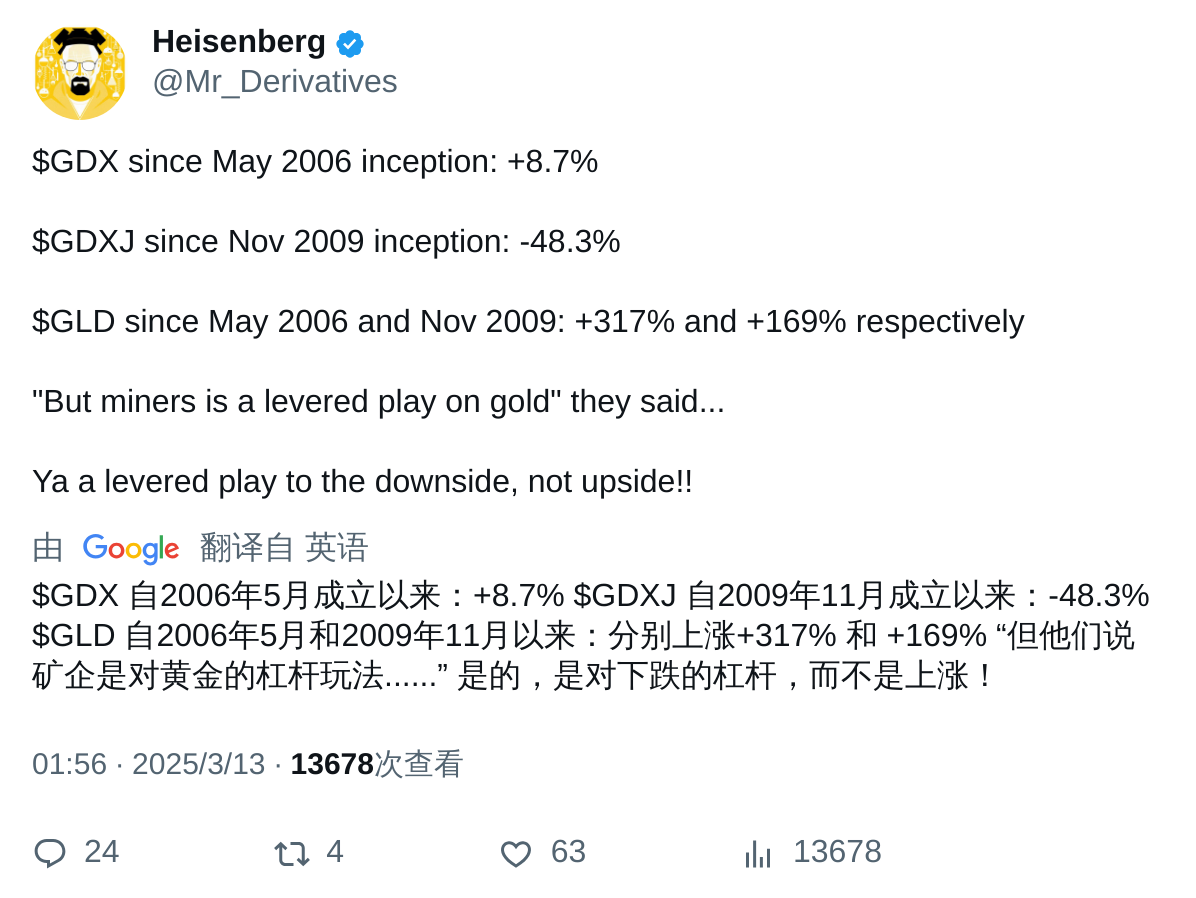 Heisenberg
@Mr_Derivatives
$GDX since May 2006 inception: +8.7%
$GDXJ since Nov 2009 inception: -48.3%
$GLD since May 2006 and Nov 2009: +317% and +169% respectively
"But miners is a levered play on gold" they said...
Ya a levered play to the downside, not upside!!
由 Google 翻译自 英语
$GDX 自2006年5月成立以来：+8.7% $GDXJ 自2009年11月成立以来：-48.3%
$GLD 自2006年5月和2009年11月以来：分别上涨+317% 和 +169% “但他们说
矿企是对黄金的杠杆玩法......” 是的，是对下跌的杠杆，而不是上涨！
01:56 · 2025/3/13 · 13678次查看
24 4 63 13678